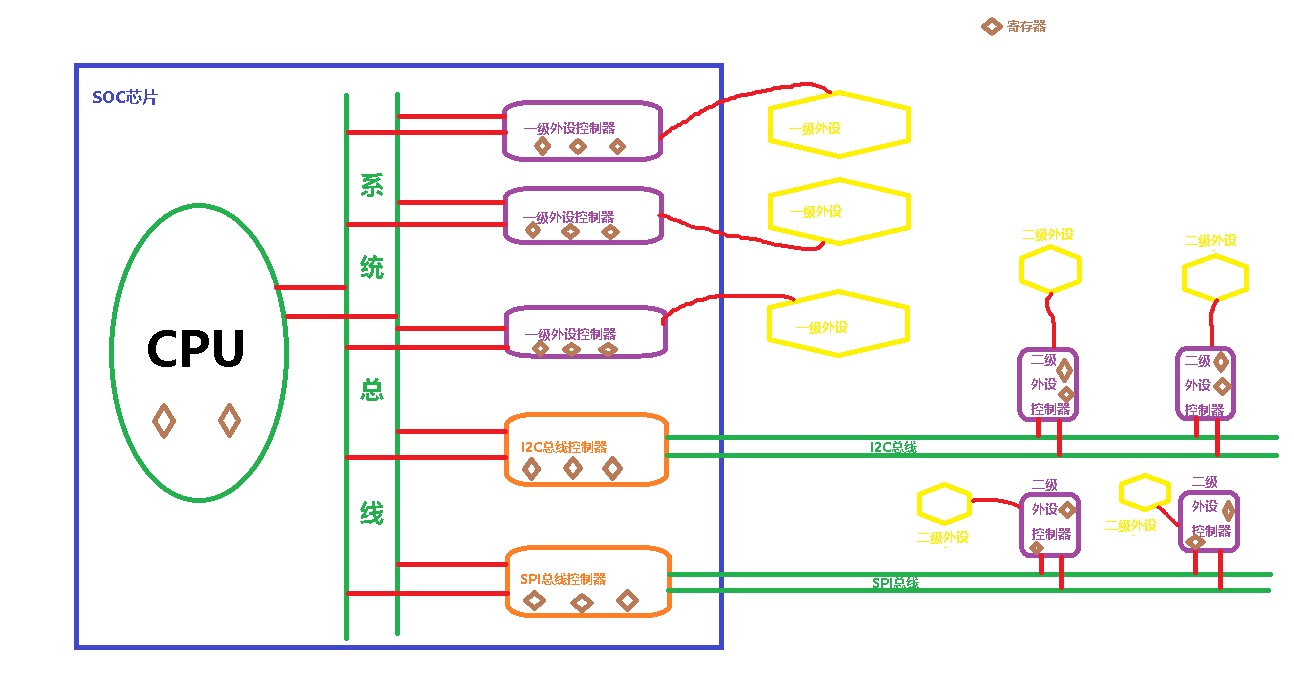 寄存器
SOC芯片
CPU
系
统
总
线
一级外设控制器
一级外设
一级外设控制器
一级外设
一级外设控制器
一级外设
I2C总线控制器
I2C总线
二级外设
二级
外设
控制器
二级外设
二级
外设
控制器
SPI总线控制器
SPI总线
二级外设
二级
外设
控制器
二级外设
二级
外设
控制器